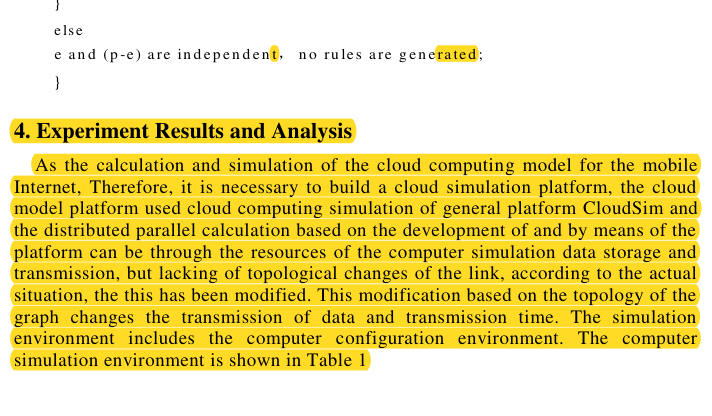 }
else
e and (p-e) are independent， no rules are generated;
}
4. Experiment Results and Analysis
As the calculation and simulation of the cloud computing model for the mobile
Internet, Therefore, it is necessary to build a cloud simulation platform, the cloud
model platform used cloud computing simulation of general platform CloudSim and
the distributed parallel calculation based on the development of and by means of the
platform can be through the resources of the computer simulation data storage and
transmission, but lacking of topological changes of the link, according to the actual
situation, the this has been modified. This modification based on the topology of the
graph changes the transmission of data and transmission time. The simulation
environment includes the computer configuration environment. The computer
simulation environment is shown in Table 1